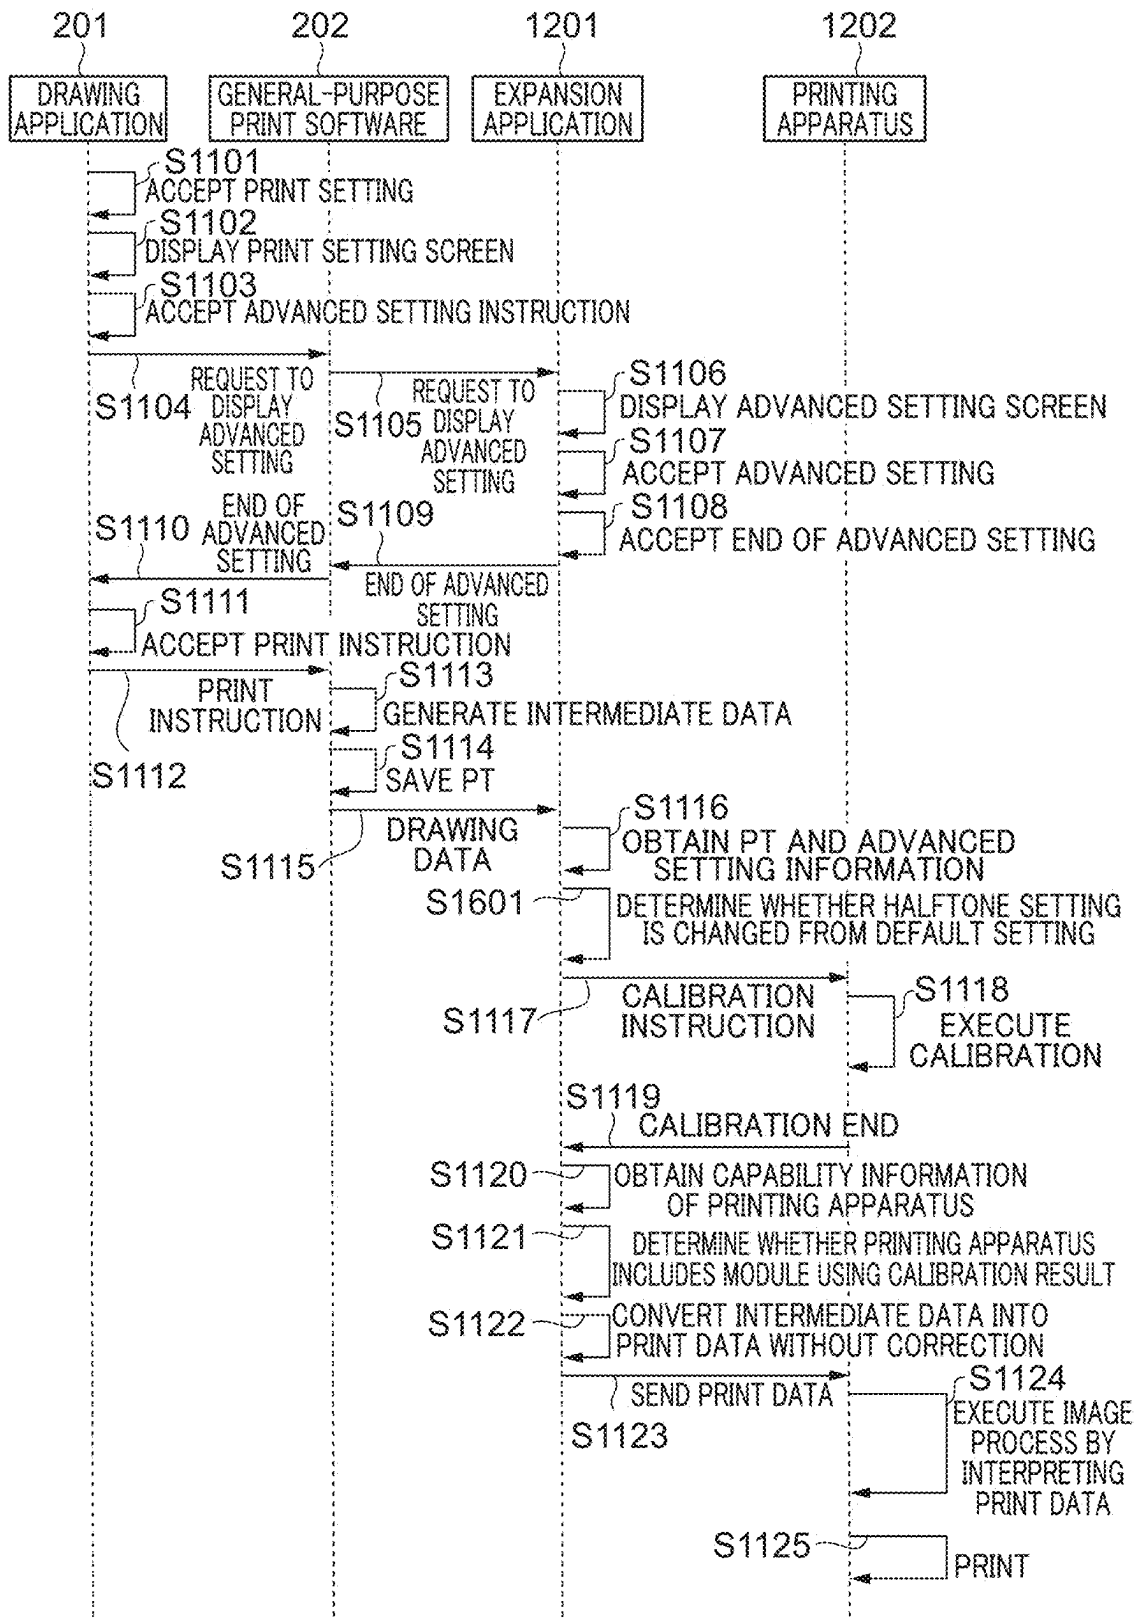 201
202
1201
1202
DRAWING
APPLICATION
GENERAL-PURPOSE
PRINT SOFTWARE
EXPANSION
APPLICATION
PRINTING
APPARATUS
S1101
ACCEPT PRINT SETTING
S1102
DISPLAY PRINT SETTING SCREEN
S1103
ACCEPT ADVANCED SETTING INSTRUCTION
S1104
REQUEST TO
DISPLAY
ADVANCED
SETTING
S1105
REQUEST TO
DISPLAY
ADVANCED
SETTING
S1106
DISPLAY ADVANCED SETTING SCREEN
S1107
ACCEPT ADVANCED SETTING
S1108
ACCEPT END OF ADVANCED SETTING
S1109
END OF ADVANCED
SETTING
S1110
END OF
ADVANCED
SETTING
S1111
ACCEPT PRINT INSTRUCTION
S1112
PRINT
INSTRUCTION
S1113
GENERATE INTERMEDIATE DATA
S1114
SAVE PT
S1115
DRAWING
DATA
S1116
OBTAIN PT AND ADVANCED
SETTING INFORMATION
S1601
DETERMINE WHETHER HALFTONE SETTING
IS CHANGED FROM DEFAULT SETTING
S1117
CALIBRATION
INSTRUCTION
S1118
EXECUTE
CALIBRATION
S1119
CALIBRATION END
S1120
OBTAIN CAPABILITY INFORMATION
OF PRINTING APPARATUS
S1121
DETERMINE WHETHER PRINTING APPARATUS
INCLUDES MODULE USING CALIBRATION RESULT
S1122
CONVERT INTERMEDIATE DATA INTO
PRINT DATA WITHOUT CORRECTION
S1123
SEND PRINT DATA
S1124
EXECUTE IMAGE
PROCESS BY
INTERPRETING
PRINT DATA
S1125
PRINT